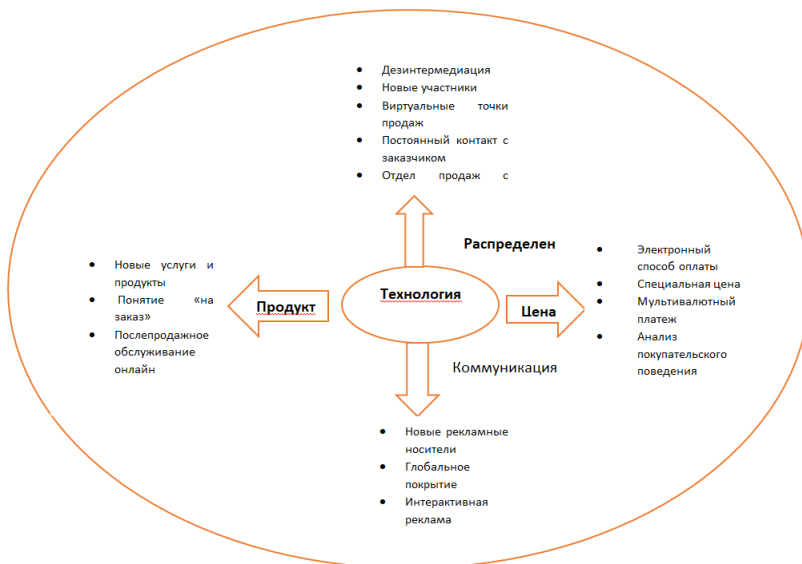 • Дезинтермедиация
• Новые участники
• Виртуальные точки
продаж
• Постоянный контакт с
заказчиком
• Отдел продаж с
Распределен
• Новые услуги и
продукты
• Понятие «на
заказ»
• Послепродажное
обслуживание
онлайн
Продукт
Технология
Цена
• Электронный
способ оплаты
• Специальная цена
• Мультивалютный
платеж
• Анализ
покупательского
поведения
Коммуникация
• Новые рекламные
носители
• Глобальное
покрытие
• Интерактивная
реклама